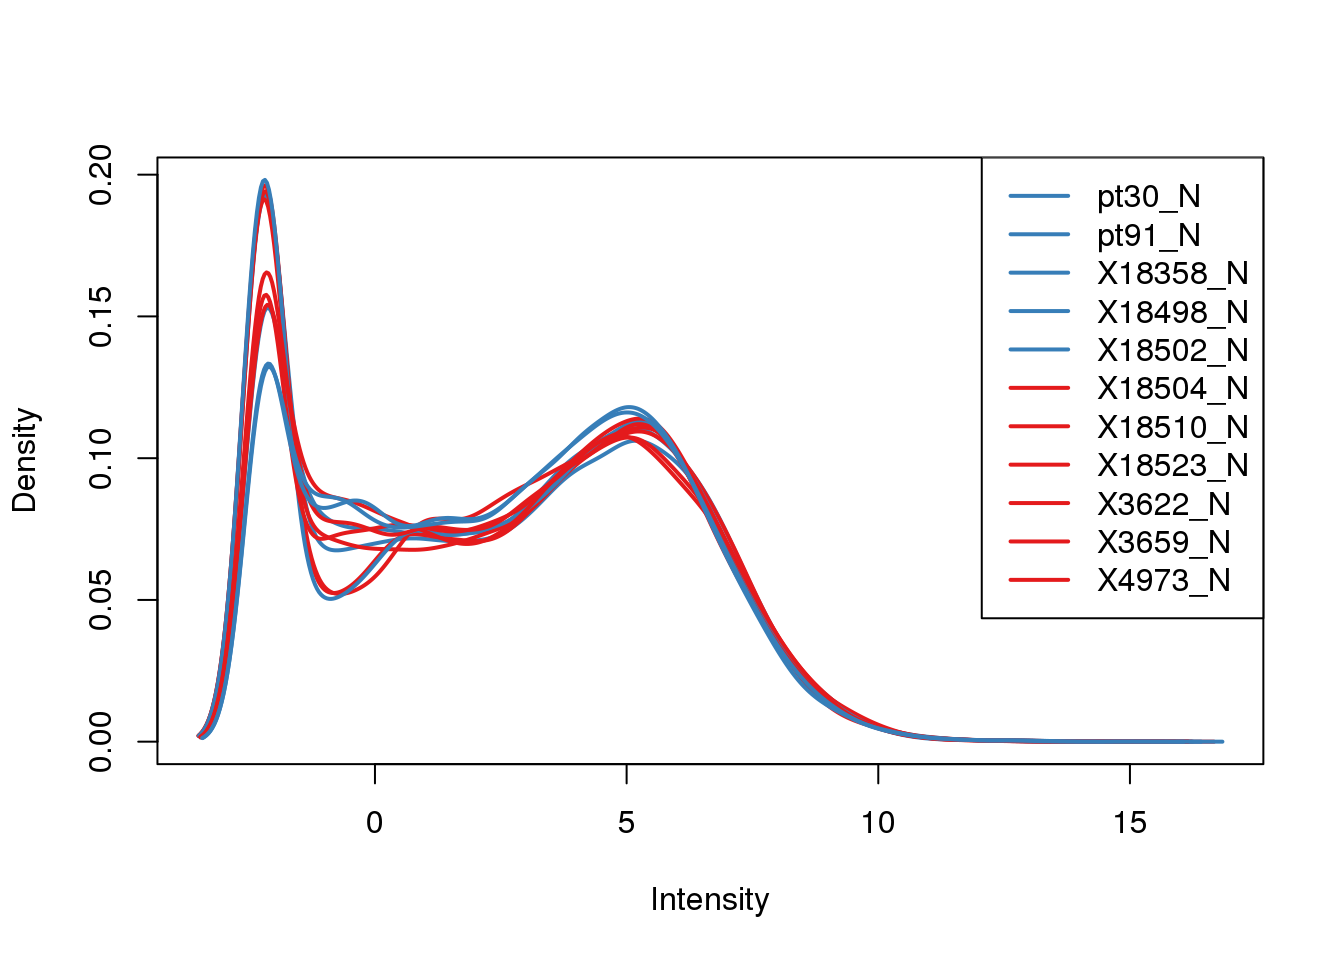 0.20
0.15
0.10
0.05
0.00
Density
0
5
10
15
Intensity
pt30_N
pt91_N
X18358_N
X18498_N
X18502_N
X18504_N
X18510_N
X18523_N
X3622_N
X3659_N
X4973_N